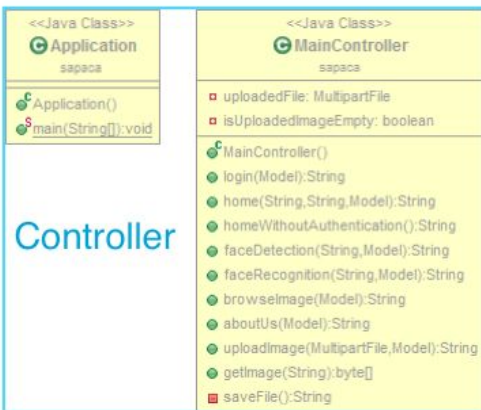 <<Java Class>>
Application
sapaca
Application()
main(String[]):void
Controller
<<Java Class>>
MainController
sapaca
uploadedFile: MultipartFile
isUploadedImageEmpty: boolean
MainController()
login(Model):String
home(String,String,Model):String
homeWithoutAuthentication():String
faceDetection(String,Model):String
faceRecognition(String,Model):String
browseImage(Model):String
aboutUs(Model):String
uploadImage(MultipartFile,Model):String
getImage(String):byte[]
saveFile():String